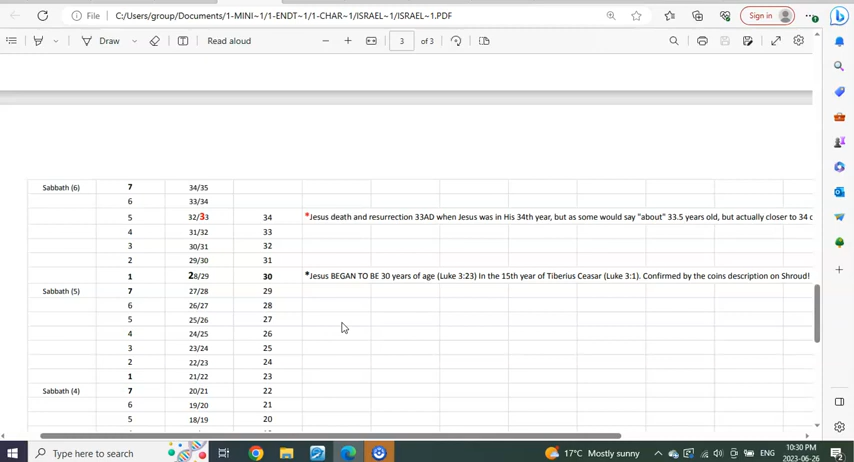 File C:/Users/group/Documents/1-MINI~1/1-ENDT~1/1-CHAR~1/ISRAEL~1/ISRAEL~1.PDF Sign in
Draw Read aloud 3 of 3
Sabbath (6) 7 34/35
6 33/34
5 32/33 34 *Jesus death and resurrection 33AD when Jesus was in His 34th year, but as some would say "about" 33.5 years old, but actually closer to 34
4 31/32 33
3 30/31 32
2 29/30 31
1 28/29 30 *Jesus BEGAN TO BE 30 years of age (Luke 3:23) In the 15th year of Tiberius Ceasar (Luke 3:1). Confirmed by the coins description on Shroud!
Sabbath (5) 7 27/28 29
6 26/27 28
5 25/26 27
4 24/25 26
3 23/24 25
2 22/23 24
1 21/22 23
Sabbath (4) 7 20/21 22
6 19/20 21
5 18/19 20
Type here to search 17°C Mostly sunny ENG 10:30 PM
2023-06-26 2